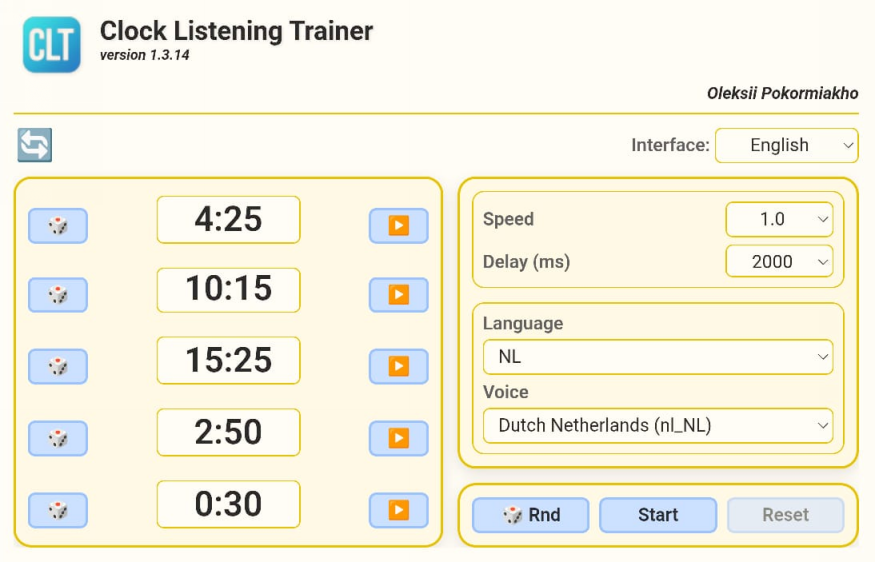 CLT
Clock Listening Trainer
version 1.3.14
Oleksii Pokormiakho
Interface: English
4:25
10:15
15:25
2:50
0:30
Speed 1.0
Delay (ms) 2000
Language
NL
Voice
Dutch Netherlands (nl_NL)
Rnd Start Reset